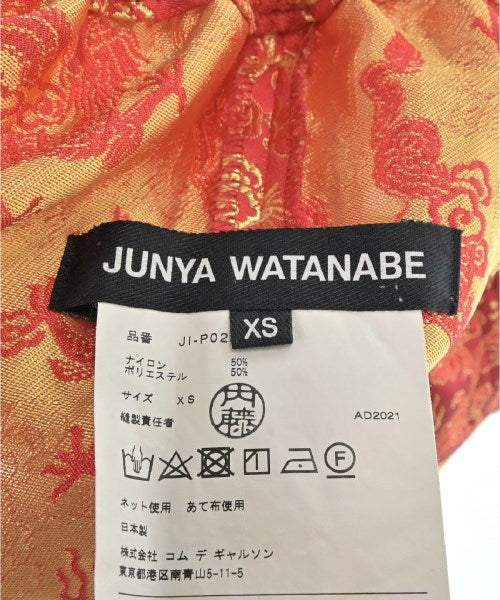 JUNYA WATANABE
XS
品番 JI-P02
ナイロン 50%
ポリエステル 50%
サイズ XS
縫製責任者 内藤 AD2021
F
ネット使用 あて布使用
日本製
株式会社 コム デ ギャルソン
東京都港区南青山5-11-5